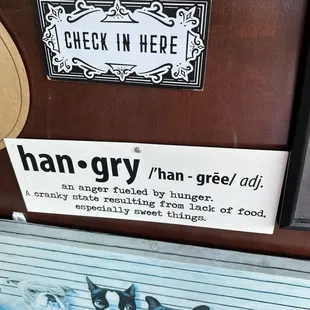 CHECK IN HERE
han•gry /'han - grēe/ adj.
an anger fueled by hunger.
A cranky state resulting from lack of food,
especially sweet things.